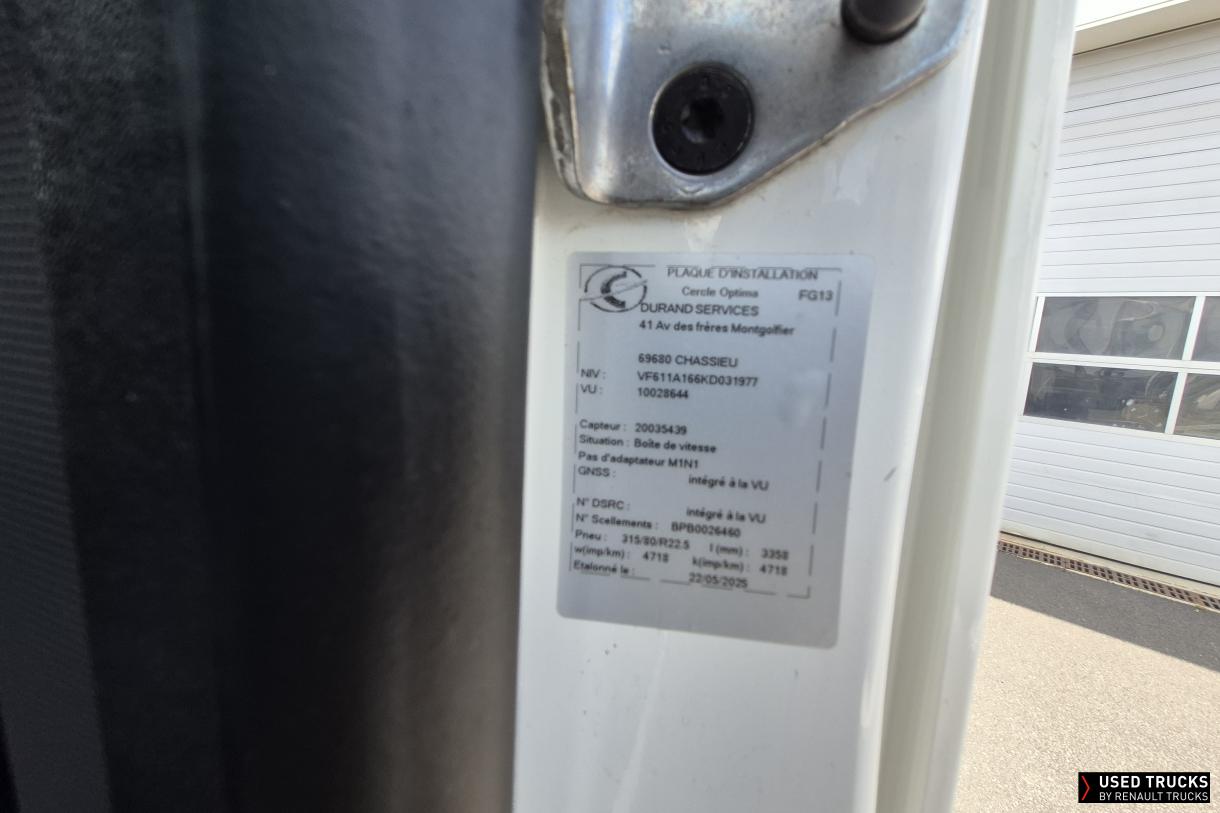 PLAQUE D'INSTALLATION
Cercle Optima FG13
DURAND SERVICES
41 Av des frères Montgolfier
69680 CHASSIEU
NIV : VF611A166KD031977
VU : 10028644
Capteur : 20035439
Situation : Boîte de vitesse
Pas d'adaptateur M1N1
GNSS : intégré à la VU
N° DSRC : intégré à la VU
N° Scellements : BPB0026460
Pneu : 315/80/R22.5 l (mm) : 3358
w(imp/km) : 4718 k(imp/km) : 4718
Etalonné le : 22/05/2025
USED TRUCKS
BY RENAULT TRUCKS